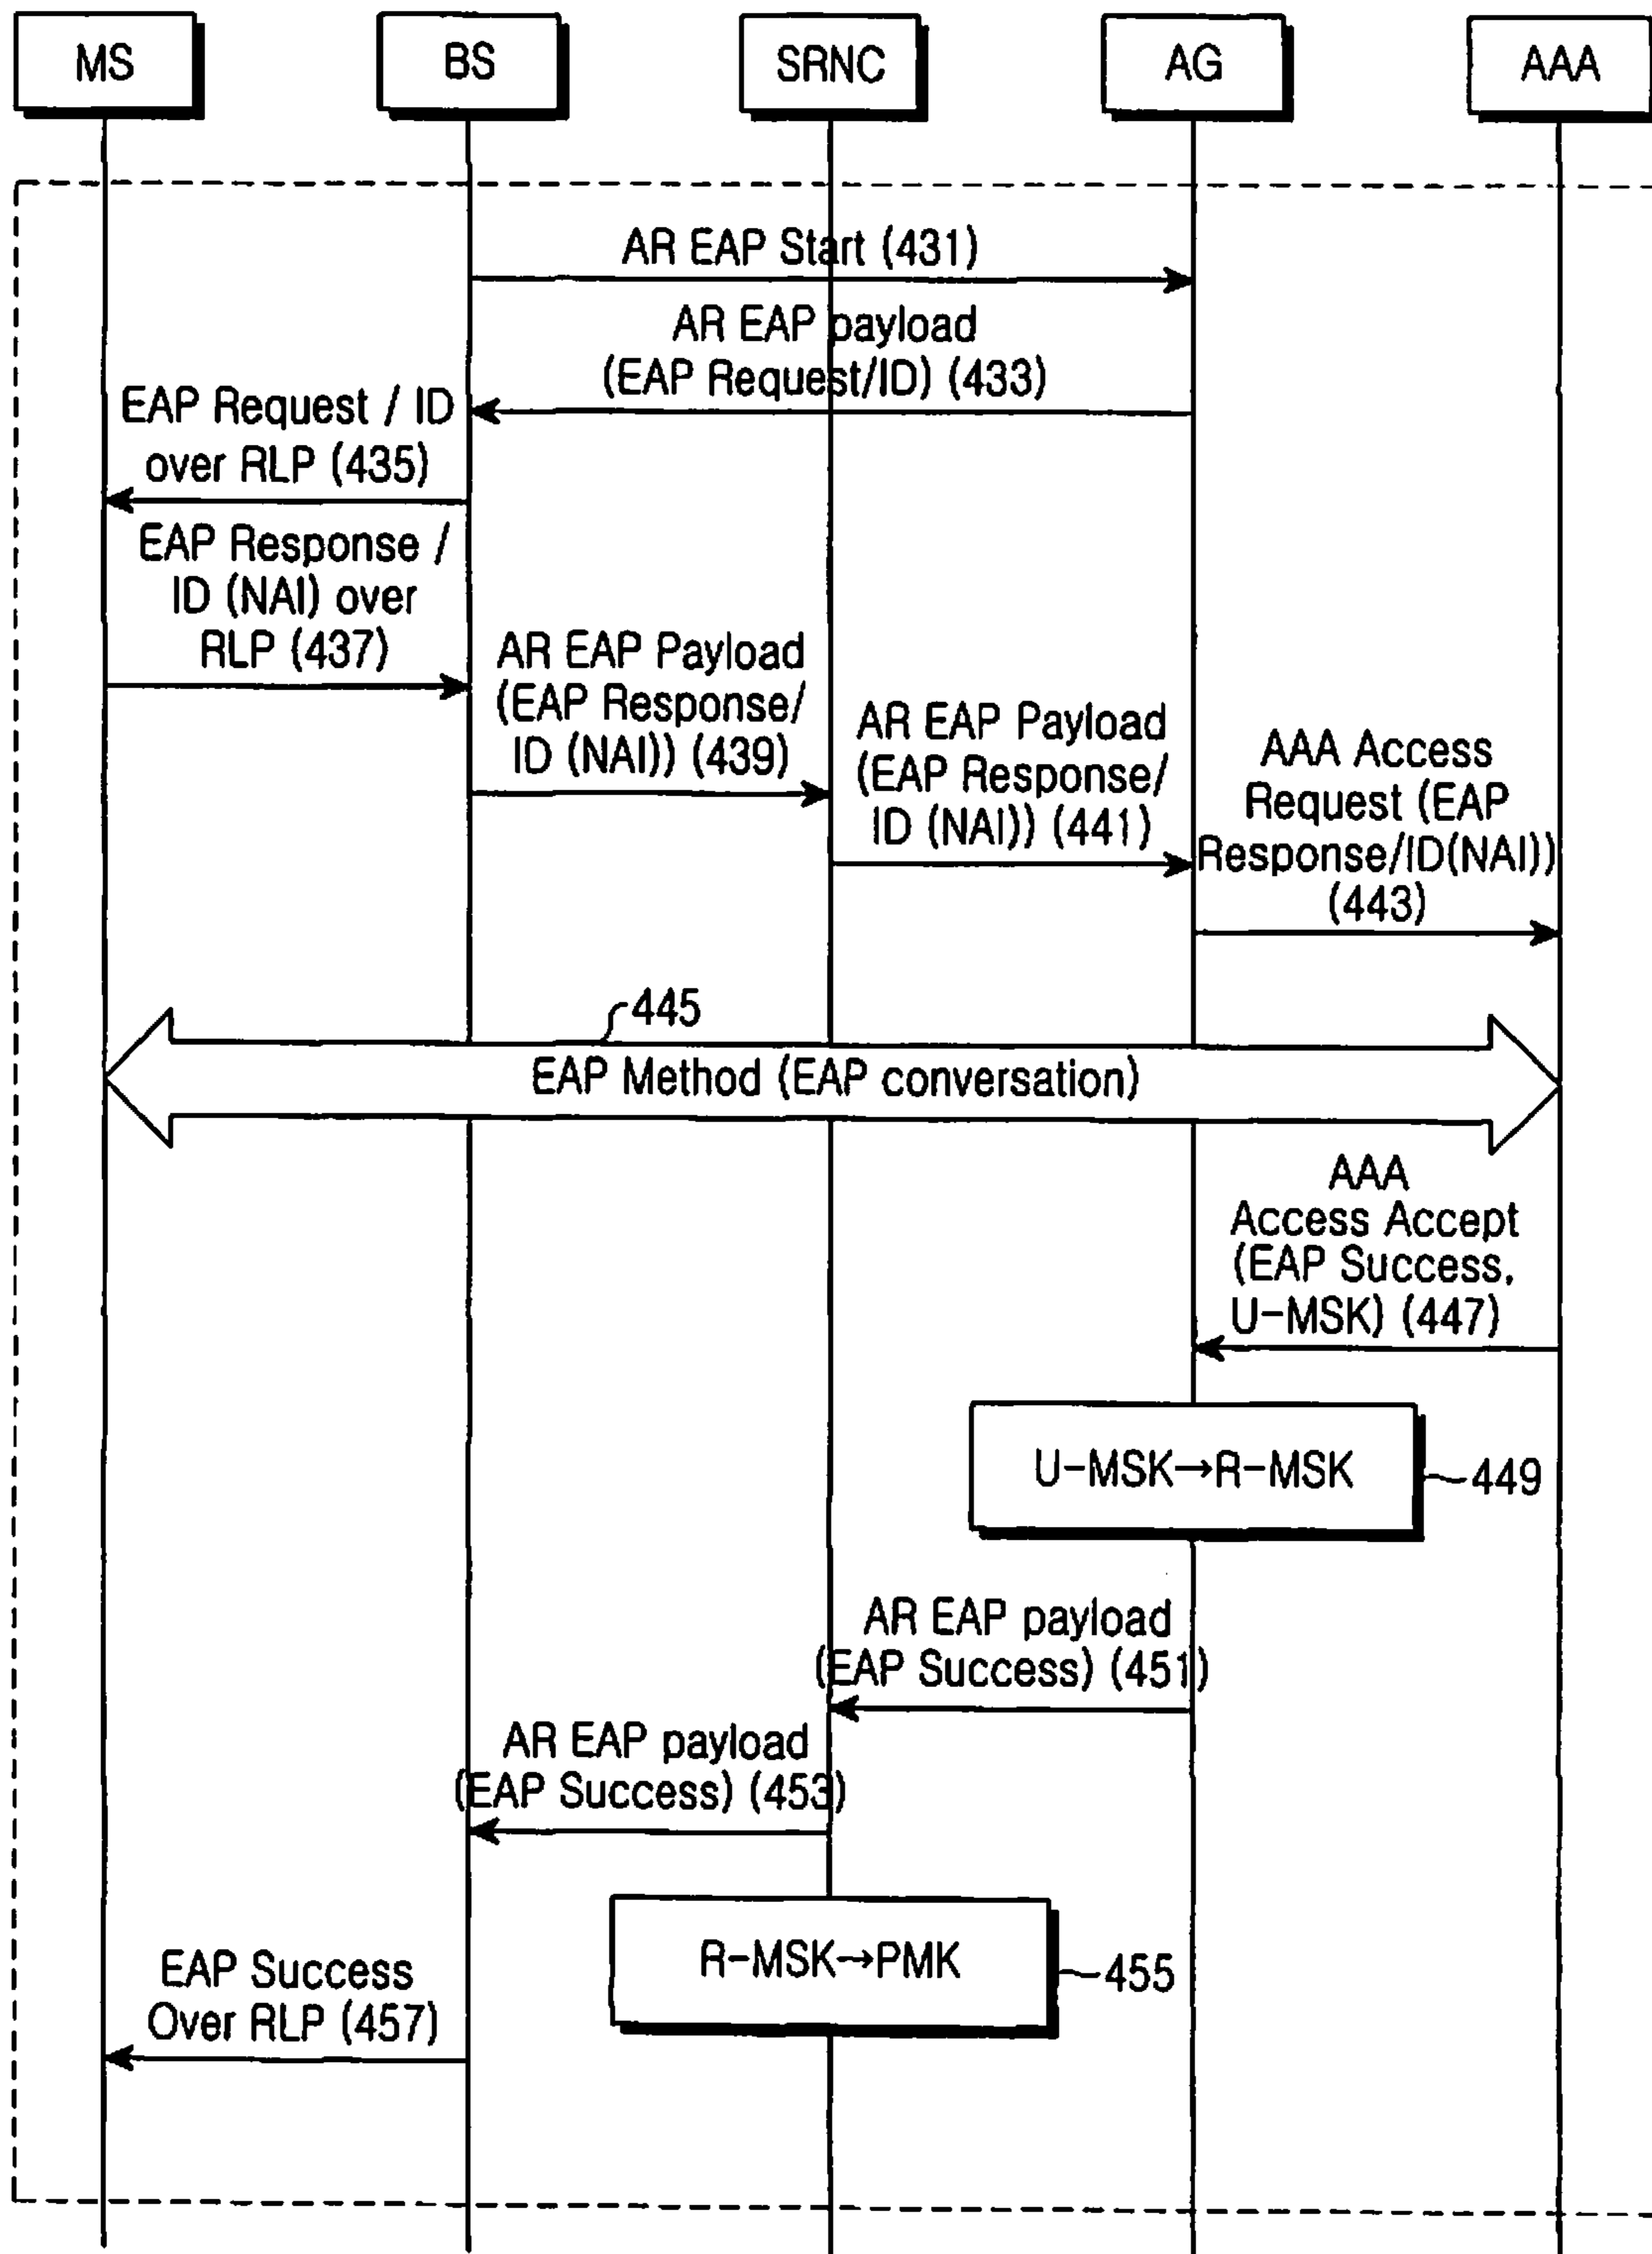 MS
BS
SRNC
AG
AAA
AR EAP Start (431)
AR EAP payload
(EAP Request/ID) (433)
EAP Request / ID
over RLP (435)
EAP Response /
ID (NAI) over
RLP (437)
AR EAP Payload
(EAP Response/
ID (NAI)) (439)
AR EAP Payload
(EAP Response/
ID (NAI)) (441)
AAA Access
Request (EAP
Response/ID(NAI))
(443)
445
EAP Method (EAP conversation)
AAA
Access Accept
(EAP Success,
U-MSK) (447)
U-MSK→R-MSK
449
AR EAP payload
(EAP Success) (451)
AR EAP payload
(EAP Success) (453)
R-MSK→PMK
455
EAP Success
Over RLP (457)